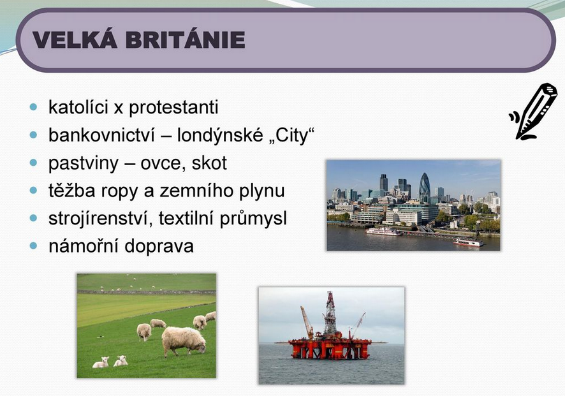 VELKÁ BRITÁNIE
katolíci x protestanti
bankovnictví – londýnské „City“
pastviny – ovce, skot
těžba ropy a zemního plynu
strojírenství, textilní průmysl
námořní doprava